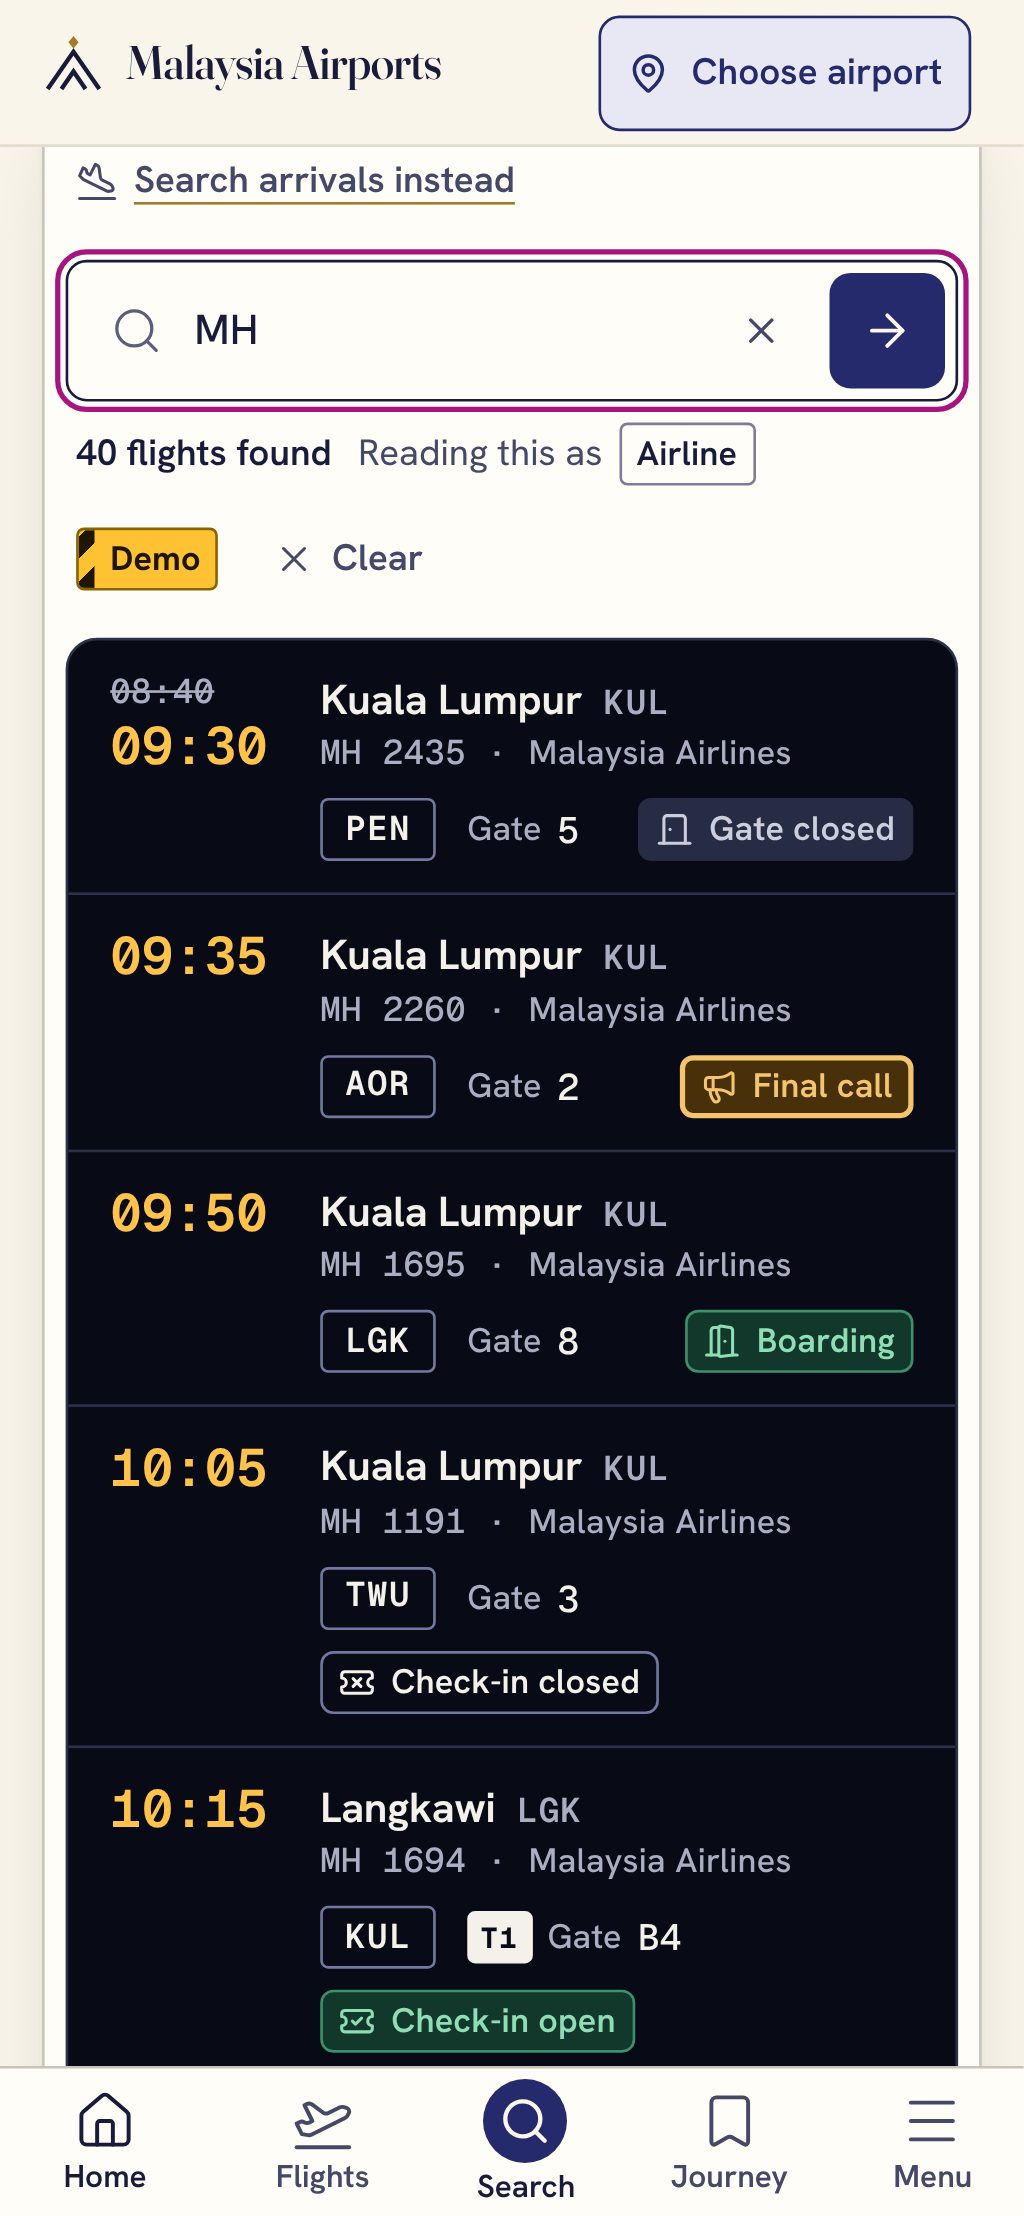 Malaysia Airports
Choose airport
Search arrivals instead
MH
40 flights found Reading this as Airline
Demo Clear
08:40
09:30
Kuala Lumpur KUL
MH 2435 · Malaysia Airlines
PEN Gate 5 Gate closed
09:35
Kuala Lumpur KUL
MH 2260 · Malaysia Airlines
AOR Gate 2 Final call
09:50
Kuala Lumpur KUL
MH 1695 · Malaysia Airlines
LGK Gate 8 Boarding
10:05
Kuala Lumpur KUL
MH 1191 · Malaysia Airlines
TWU Gate 3
Check-in closed
10:15
Langkawi LGK
MH 1694 · Malaysia Airlines
KUL T1 Gate B4
Check-in open
Home Flights Search Journey Menu